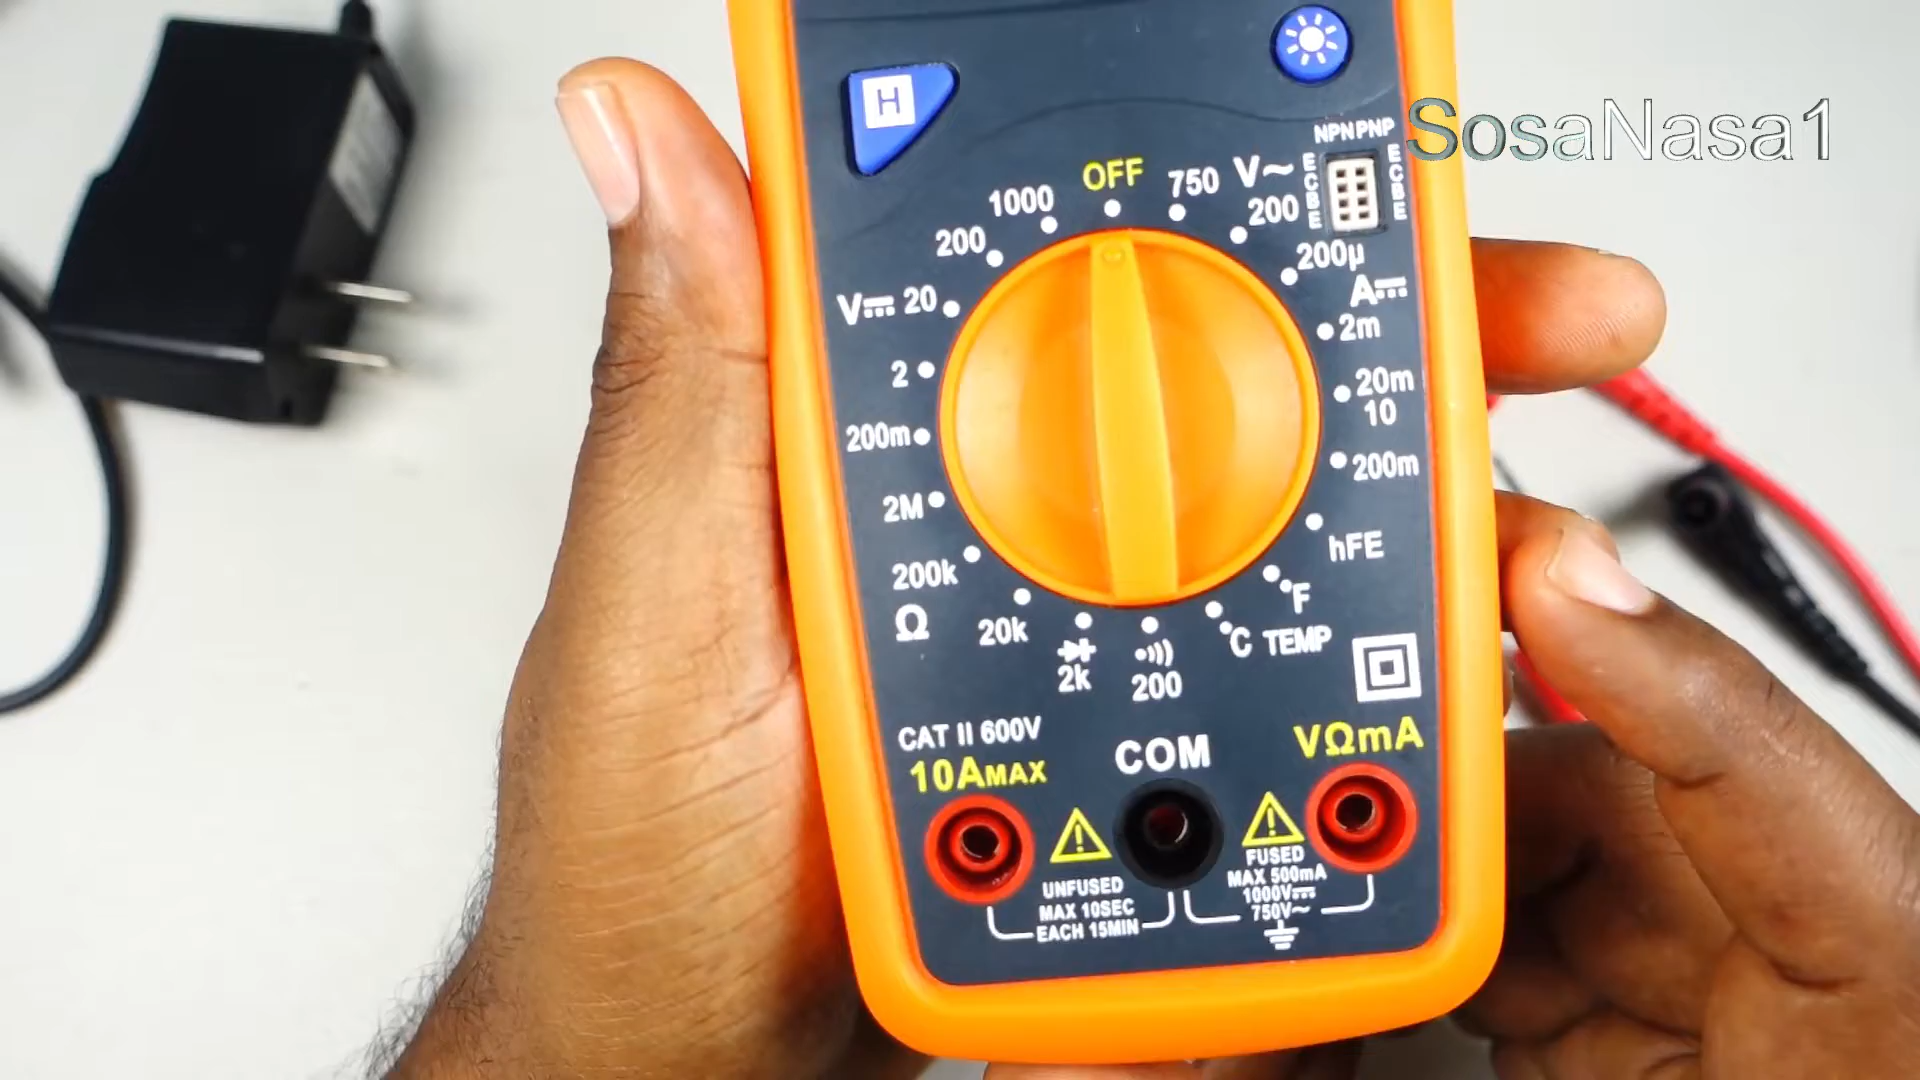 SosaNasa1
H
NPN PNP
E
C
B
E
E
C
B
E
OFF
750
V~
200
1000
200
200µ
A⎓
V⎓ 20
2m
2
20m
10
200m
200m
2M
hFE
200k
°F
Ω
20k
°C TEMP
2k
200
CAT II 600V
10AMAX
COM
VΩmA
UNFUSED
MAX 10SEC
EACH 15MIN
FUSED
MAX 500mA
1000V⎓
750V~